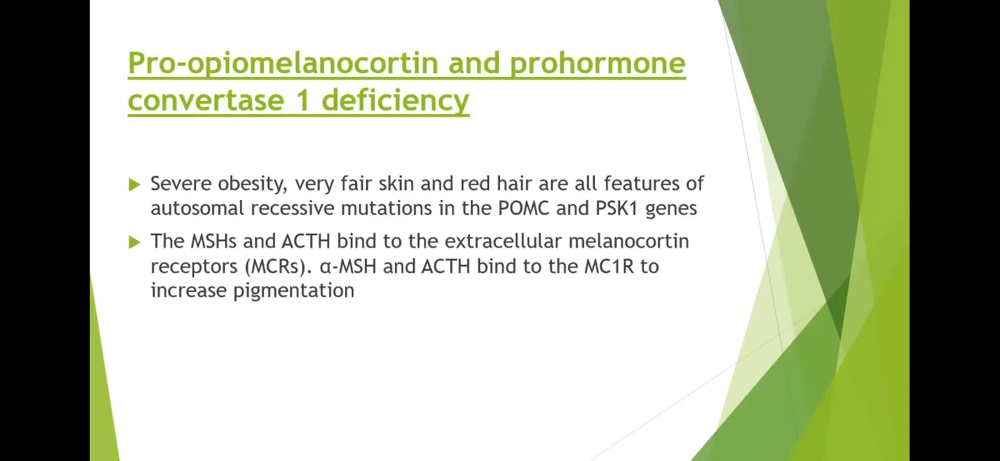 Pro-opiomelanocortin and prohormone
convertase 1 deficiency
Severe obesity, very fair skin and red hair are all features of
autosomal recessive mutations in the POMC and PSK1 genes
The MSHs and ACTH bind to the extracellular melanocortin
receptors (MCRs). α-MSH and ACTH bind to the MC1R to
increase pigmentation